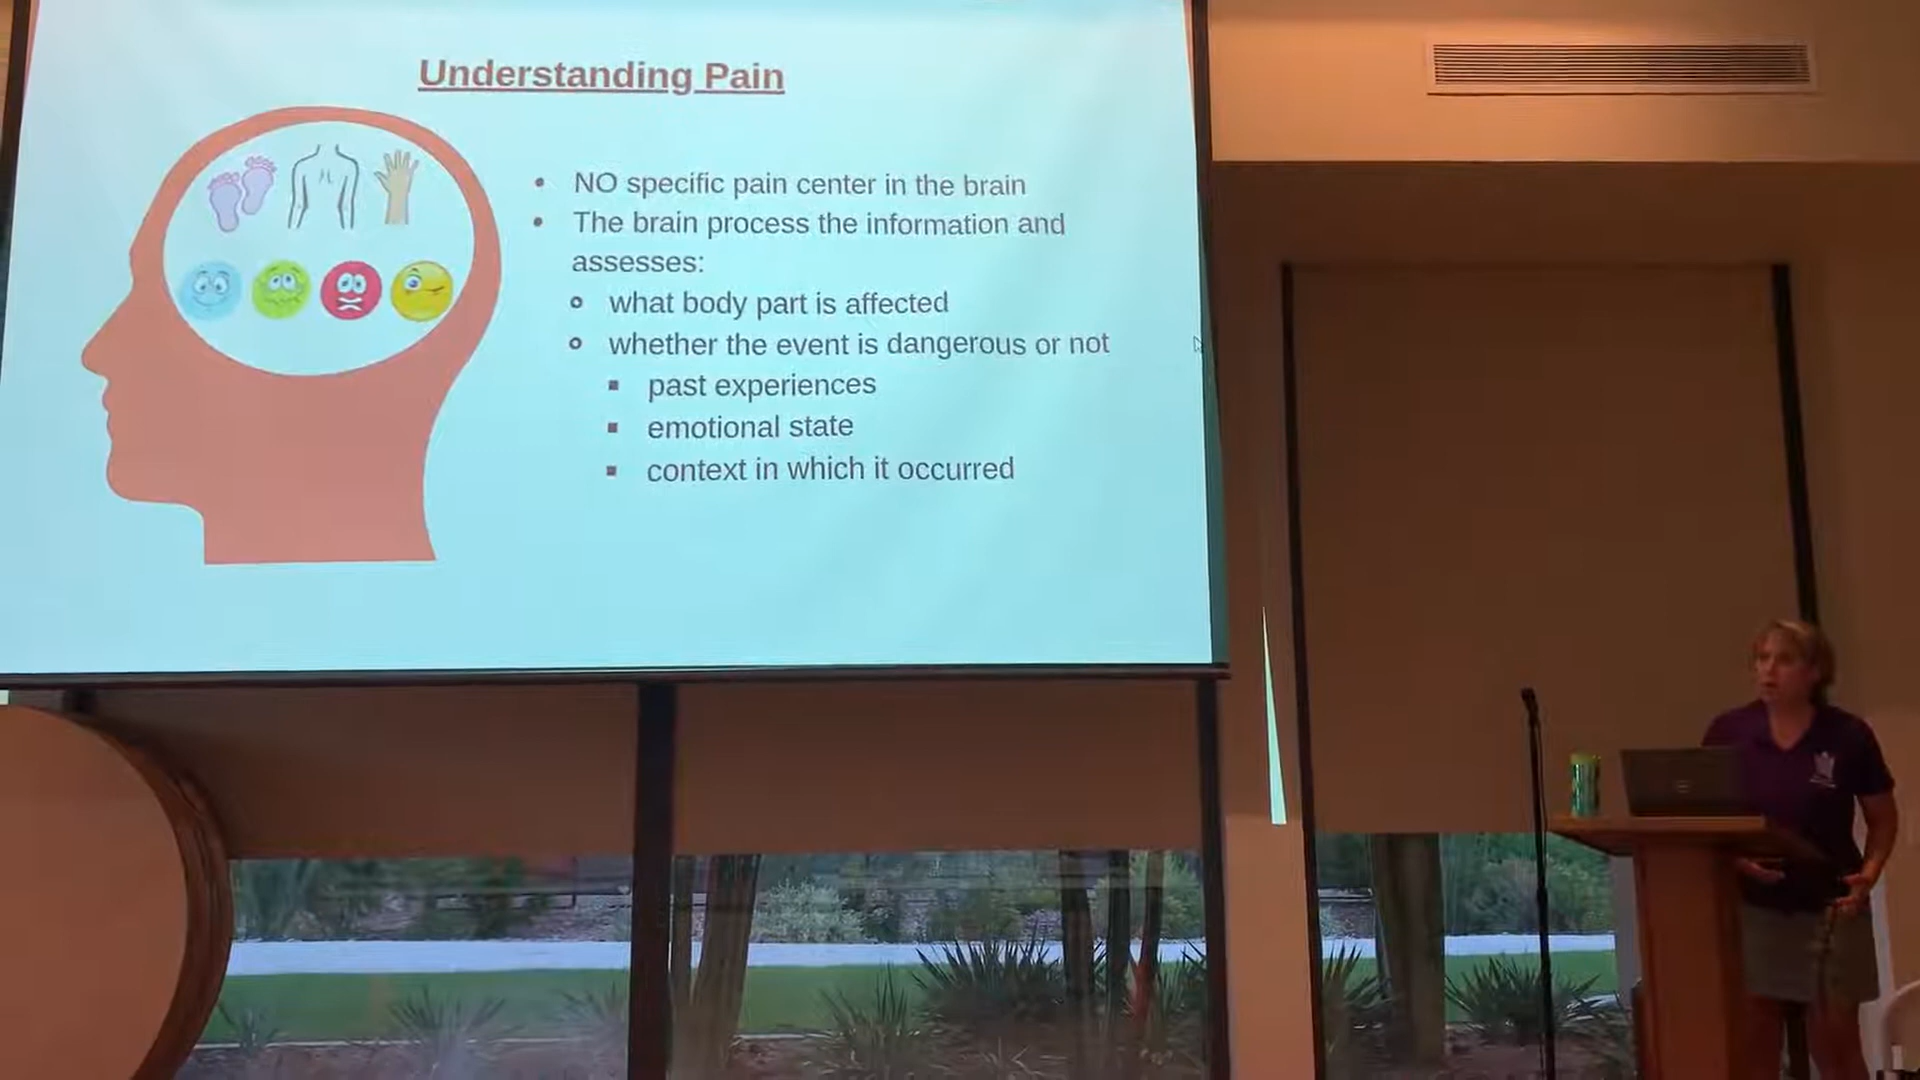 Understanding Pain
NO specific pain center in the brain
The brain process the information and
assesses:
what body part is affected
whether the event is dangerous or not
past experiences
emotional state
context in which it occurred